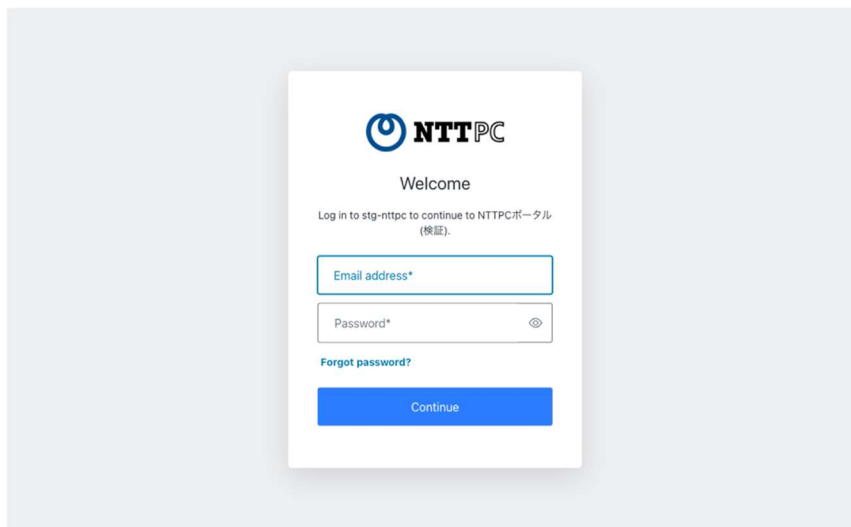 NTTPC
Welcome
Log in to stg-nttpc to continue to NTTPCポータル
(検証).
Email address*
Password*
Forgot password?
Continue